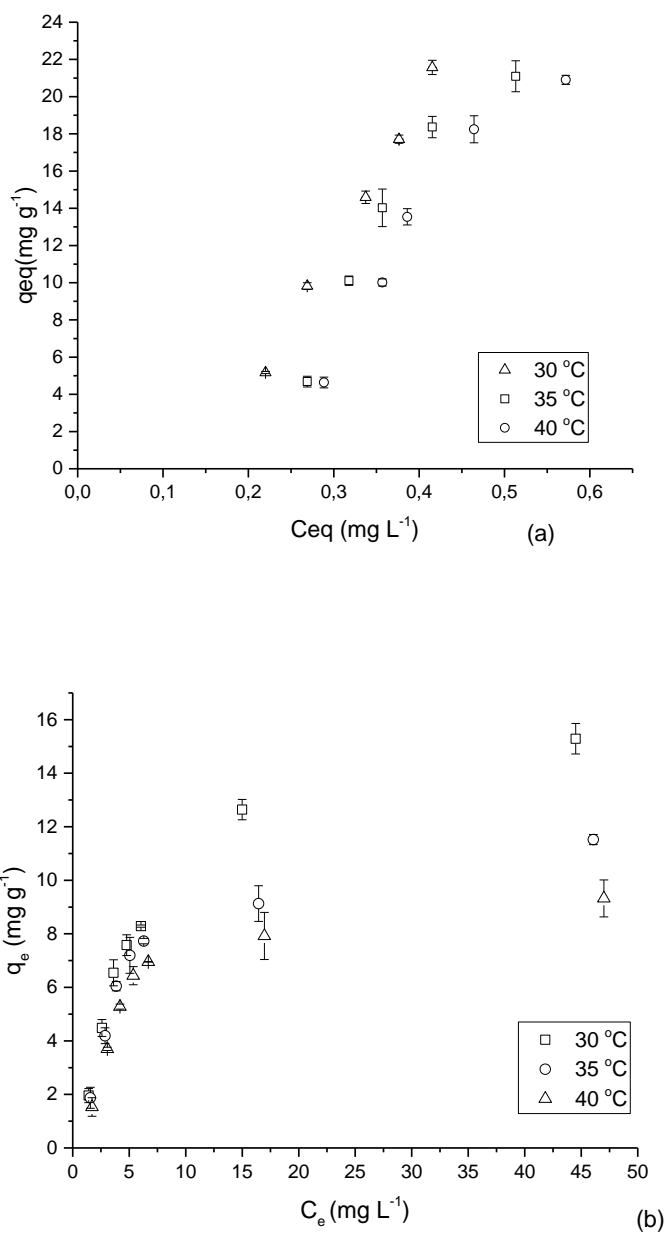 24
22
20
18
16
14
12
10
8
6
4
2
0
qeq(mg g⁻¹)
30 °C
35 °C
40 °C
0,0 0,1 0,2 0,3 0,4 0,5 0,6
Ceq (mg L⁻¹)
(a)
16
14
12
10
8
6
4
2
0
qₑ (mg g⁻¹)
30 °C
35 °C
40 °C
0 5 10 15 20 25 30 35 40 45 50
Cₑ (mg L⁻¹)
(b)